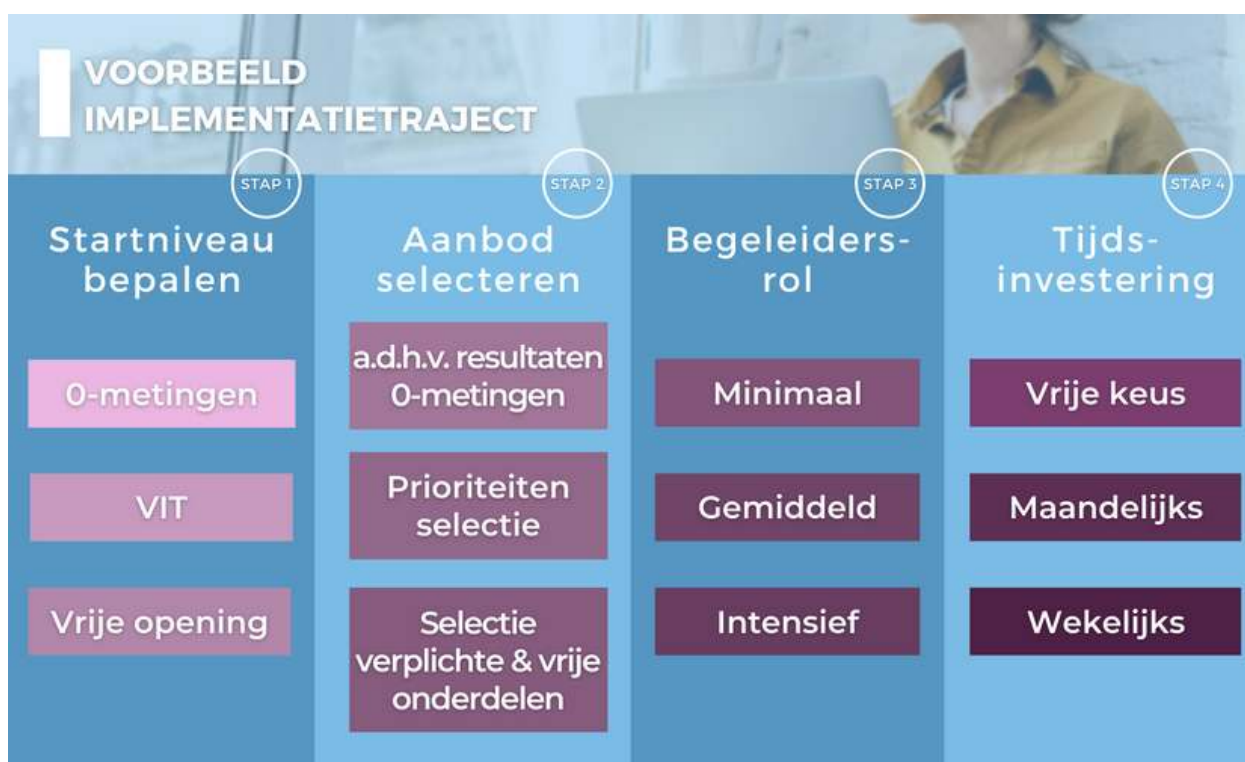 VOORBEELD
IMPLEMENTATIETRAJECT
STAP 1
Startniveau
bepalen
0-metingen
VIT
Vrije opening
STAP 2
Aanbod
selecteren
a.d.h.v. resultaten
0-metingen
Prioriteiten
selectie
Selectie
verplichte & vrije
onderdelen
STAP 3
Begeleiders-
rol
Minimaal
Gemiddeld
Intensief
STAP 4
Tijds-
investering
Vrije keus
Maandelijks
Wekelijks